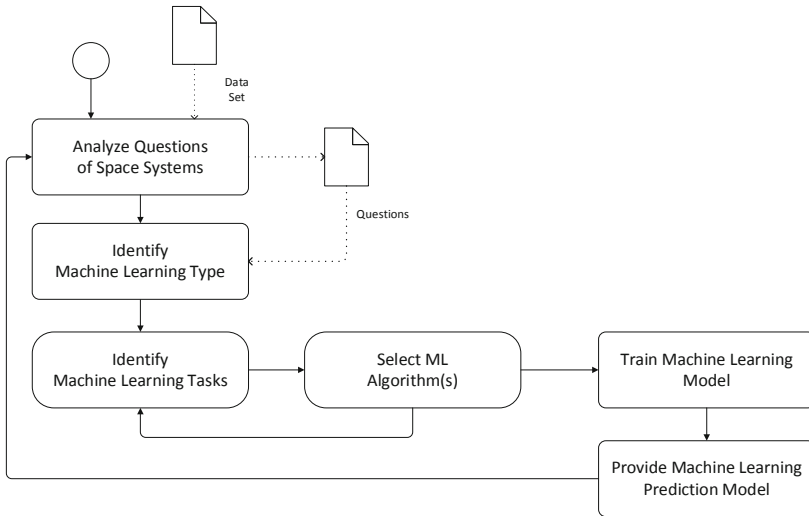 Data
Set
Analyze Questions
of Space Systems
Questions
Identify
Machine Learning Type
Identify
Machine Learning Tasks
Select ML
Algorithm(s)
Train Machine Learning
Model
Provide Machine Learning
Prediction Model